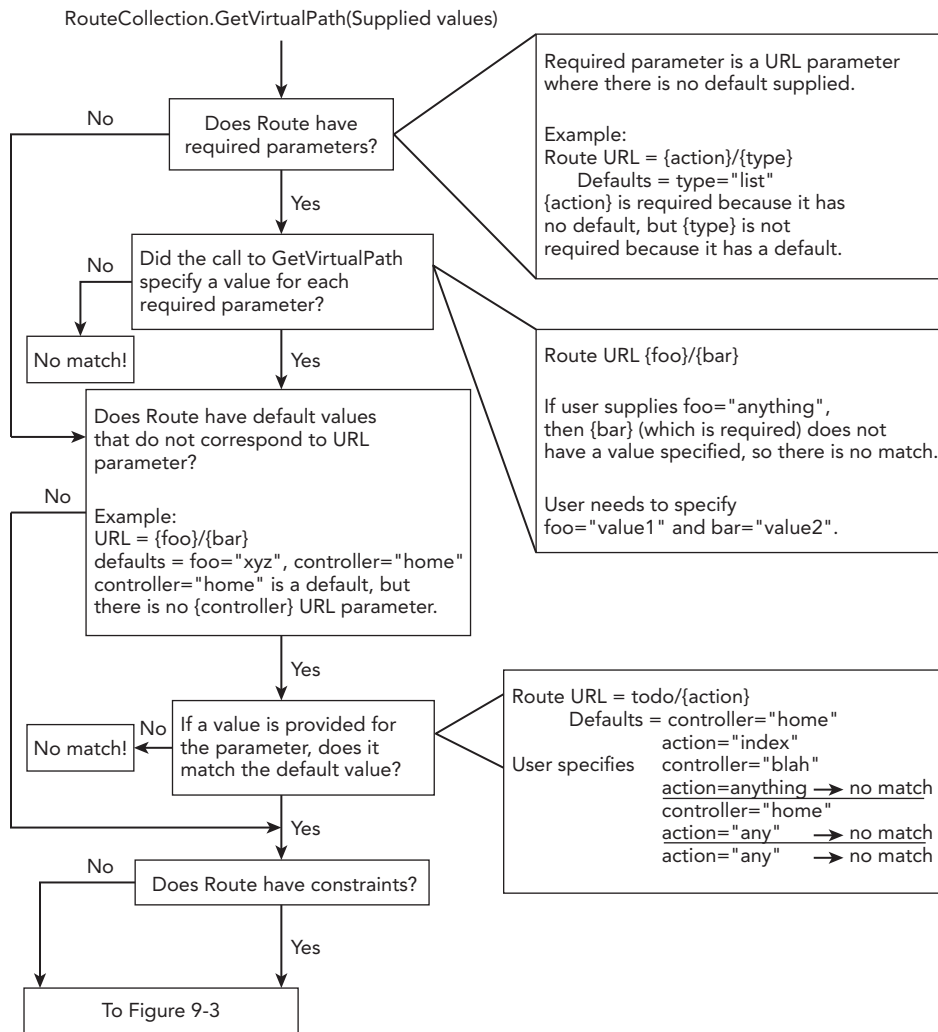 RouteCollection.GetVirtualPath(Supplied values)
No
Does Route have
required parameters?
Required parameter is a URL parameter
where there is no default supplied.
Example:
Route URL = {action}/{type}
Defaults = type="list"
{action} is required because it has
no default, but {type} is not
required because it has a default.
Yes
No
Did the call to GetVirtualPath
specify a value for each
required parameter?
No match!
Yes
Route URL {foo}/{bar}
If user supplies foo="anything",
then {bar} (which is required) does not
have a value specified, so there is no match.
User needs to specify
foo="value1" and bar="value2".
Does Route have default values
that do not correspond to URL
parameter?
No
Example:
URL = {foo}/{bar}
defaults = foo="xyz", controller="home"
controller="home" is a default, but
there is no {controller} URL parameter.
Yes
No match!
No
If a value is provided for
the parameter, does it
match the default value?
Route URL = todo/{action}
Defaults = controller="home"
action="index"
User specifies controller="blah"
action=anything → no match
controller="home"
action="any" → no match
action="any" → no match
Yes
No
Does Route have constraints?
Yes
To Figure 9-3